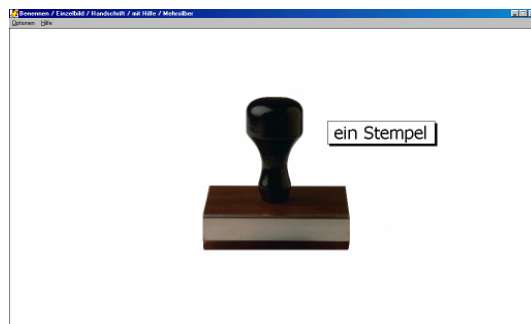 Benennen / Einzelbild / Handschrift / mit Hilfe / Mehrsilber
Optionen Hilfe
ein Stempel